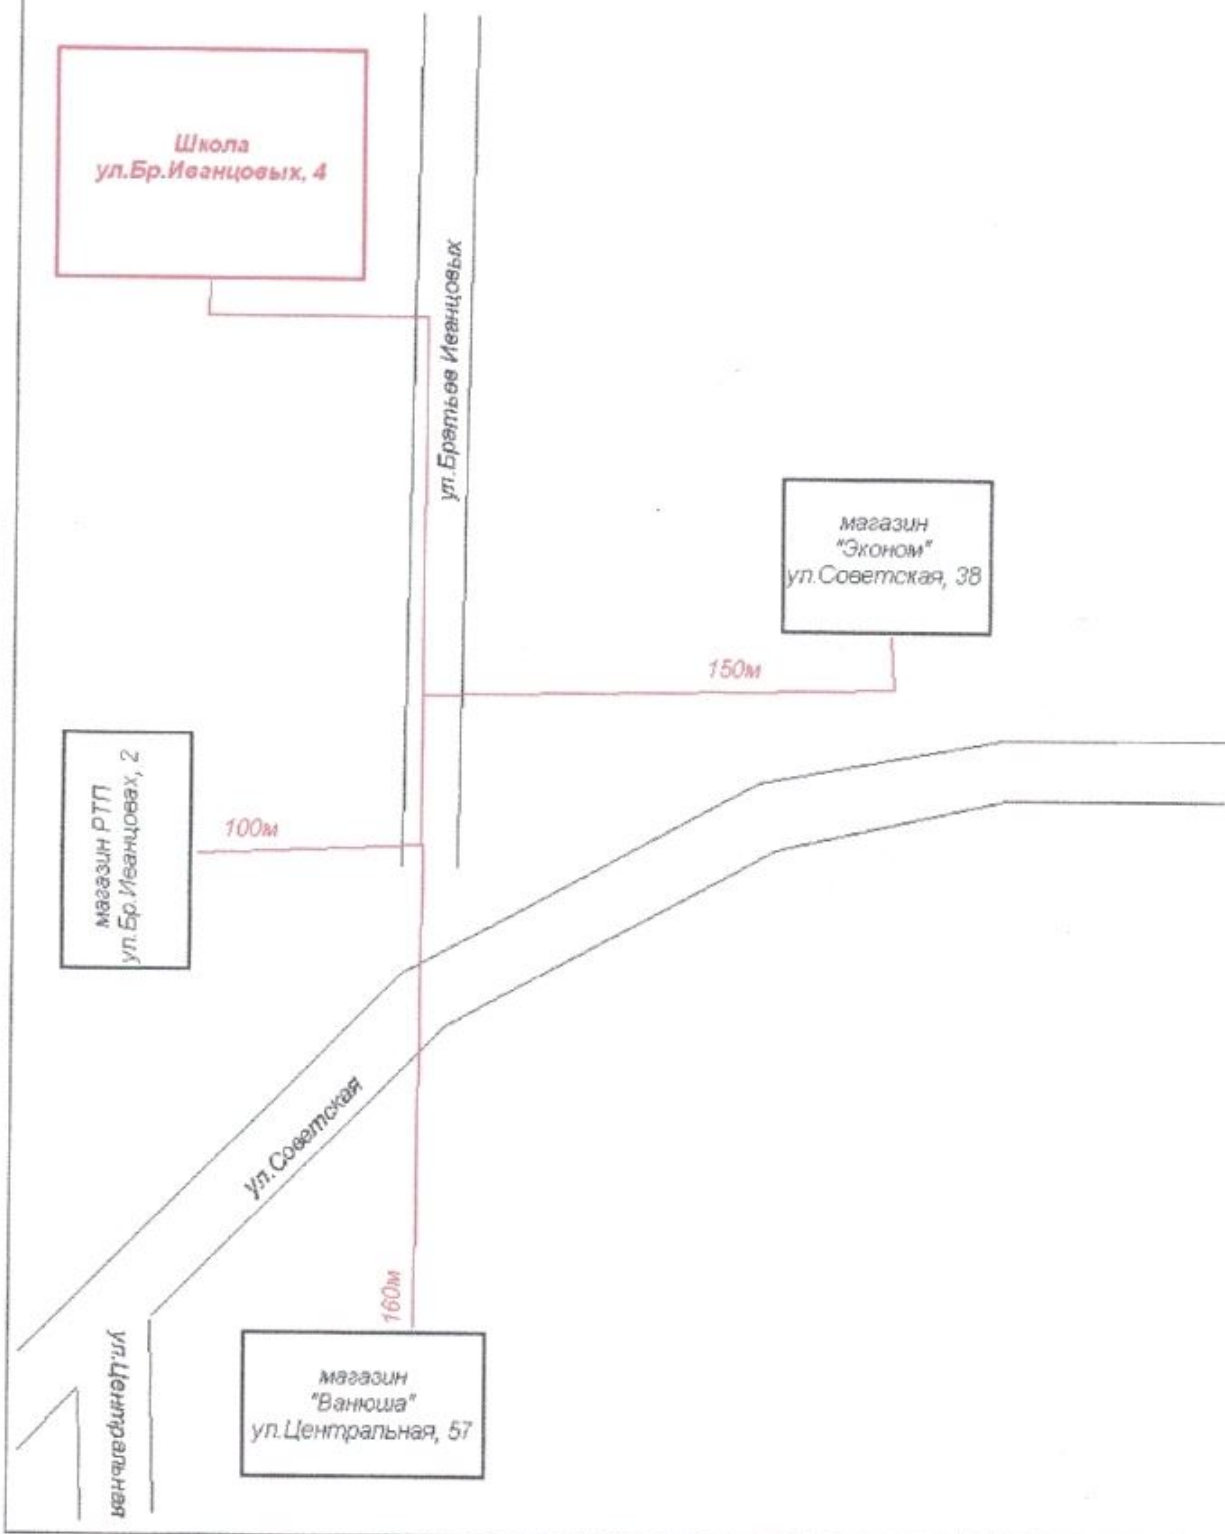 Школа
ул.Бр.Иванцовых, 4
ул.Братьев Иванцовых
магазин
"Эконом"
ул.Советская, 38
150м
магазин РТП
ул.Бр.Иванцовах, 2
100м
ул.Советская
160м
ул.Центральная
магазин
"Ванюша"
ул.Центральная, 57